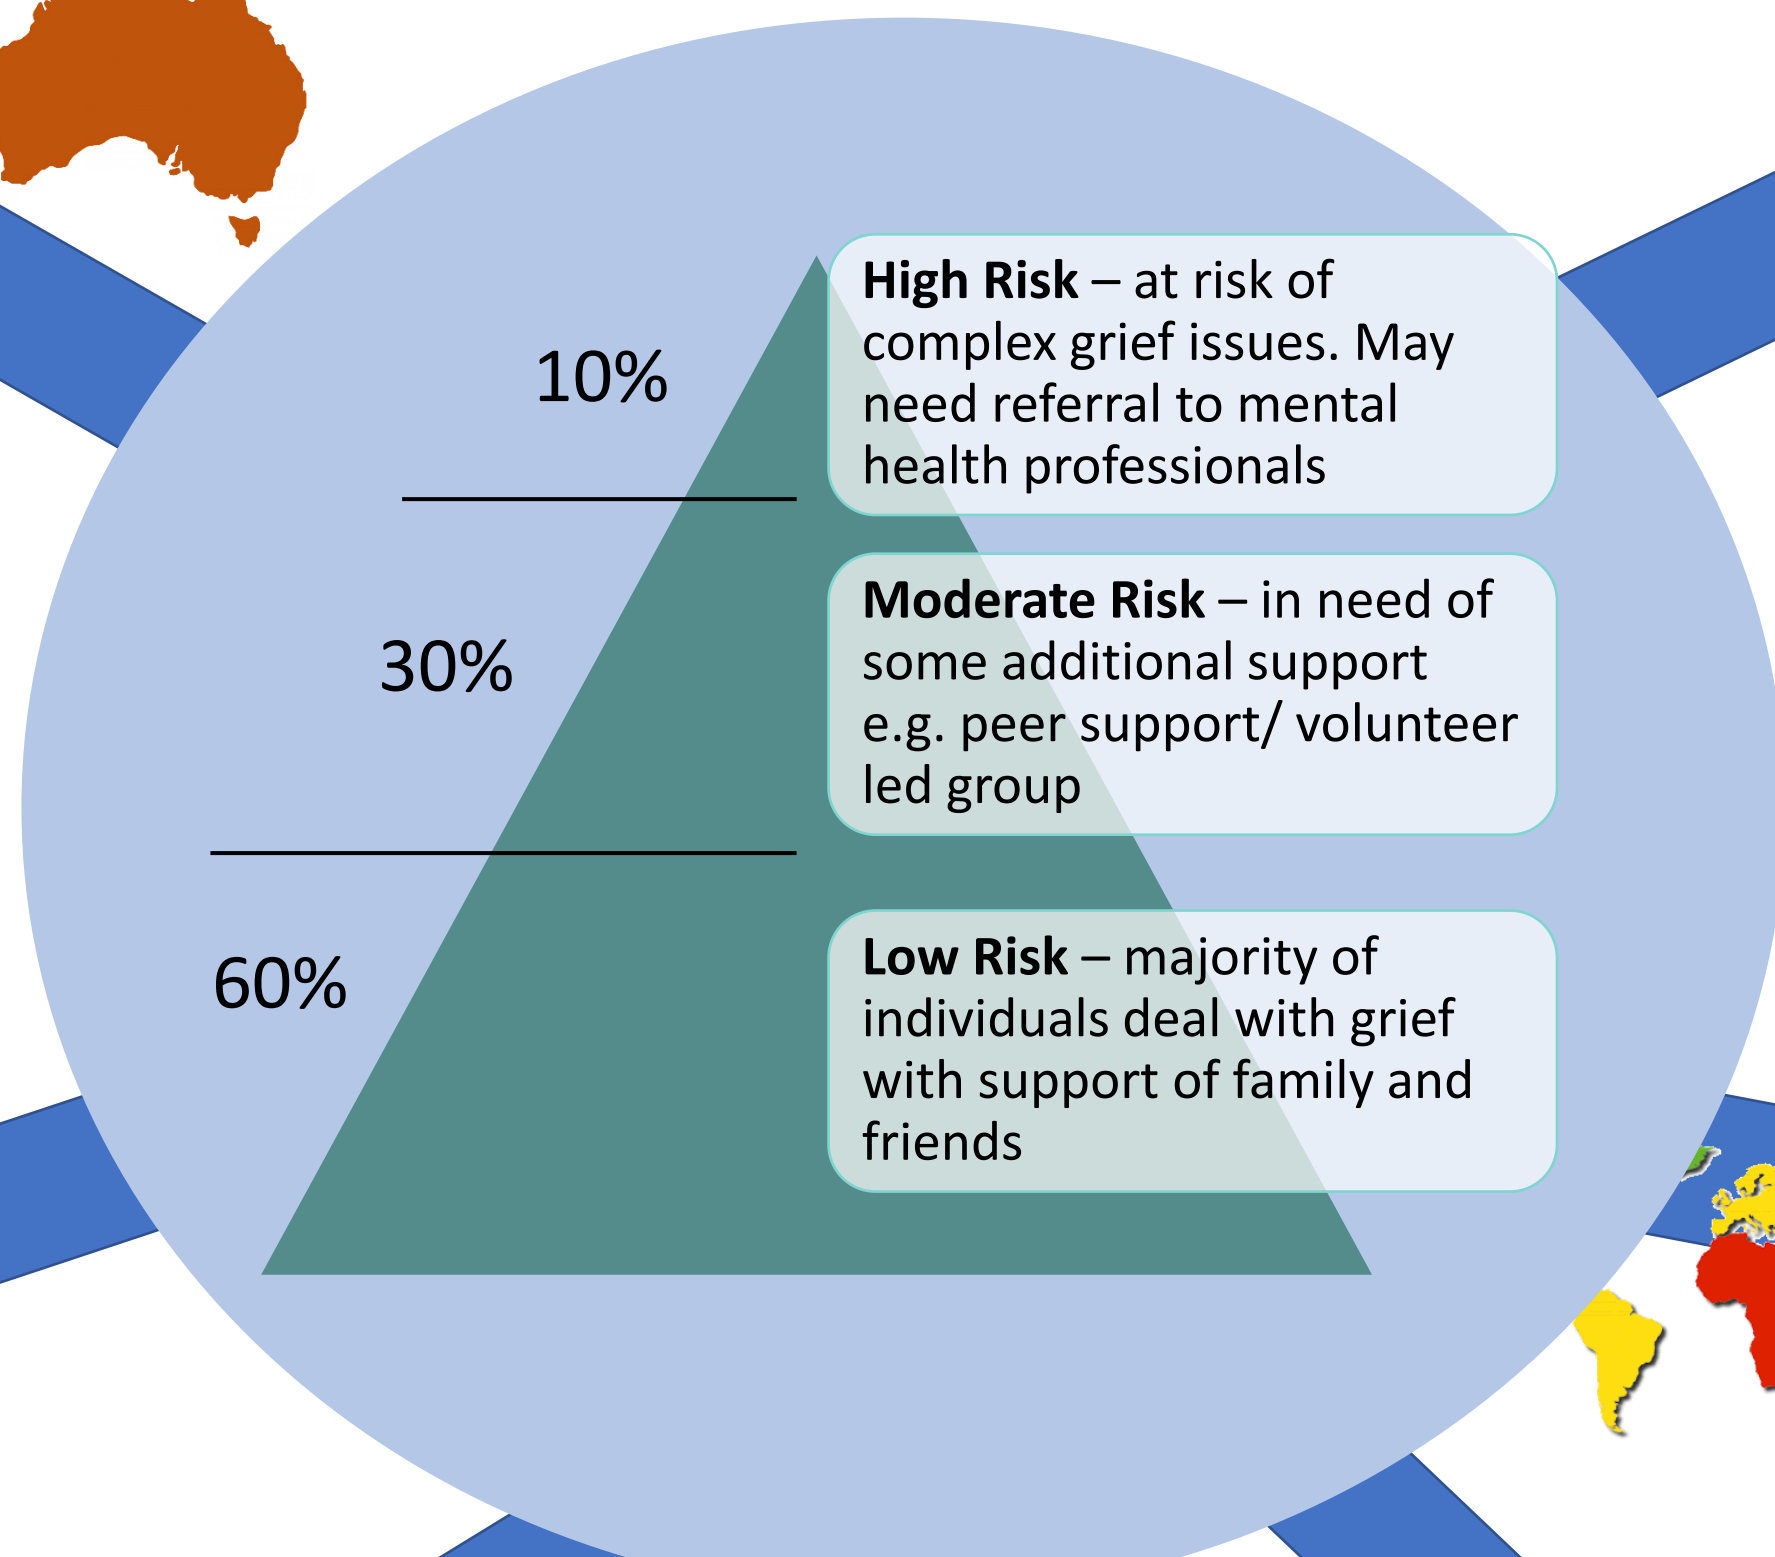 10%
High Risk – at risk of
complex grief issues. May
need referral to mental
health professionals
30%
Moderate Risk – in need of
some additional support
e.g. peer support/ volunteer
led group
60%
Low Risk – majority of
individuals deal with grief
with support of family and
friends